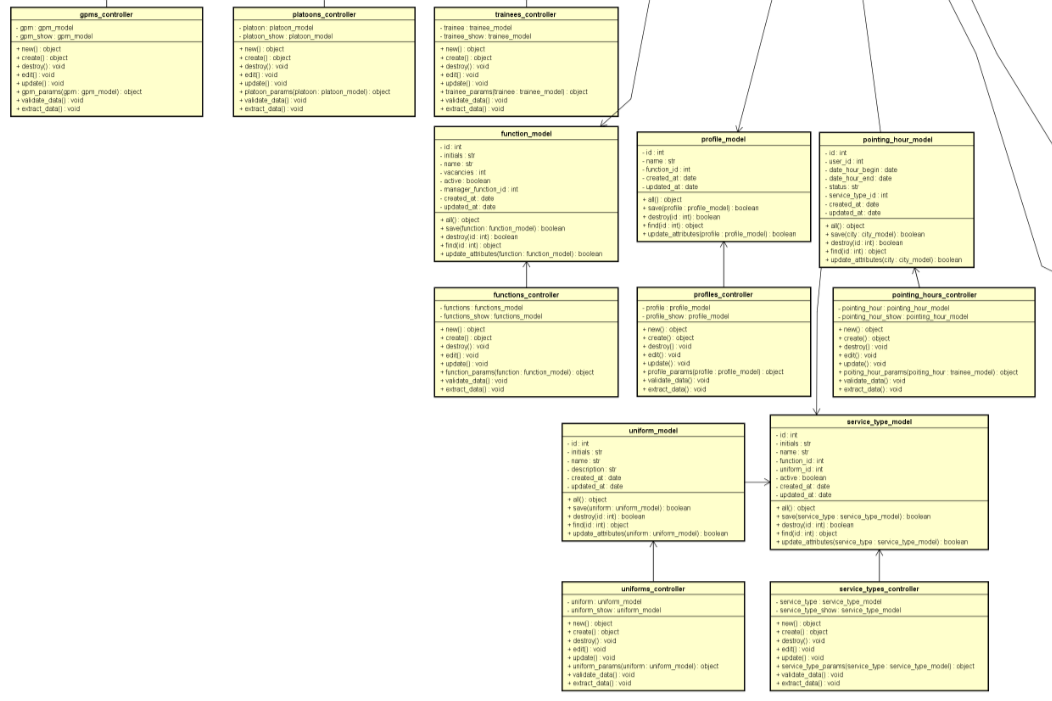 gpms_controller
- gpm : gpm_model
- gpm_show : gpm_model
+ new() : object
+ create() : object
+ destroy() : void
+ edit() : void
+ update() : void
+ gpm_params(gpm : gpm_model) : object
+ validate_data() : void
+ extract_data() : void
platoons_controller
- platoon : platoon_model
- platoon_show : platoon_model
+ new() : object
+ create() : object
+ destroy() : void
+ edit() : void
+ update() : void
+ platoon_params(platoon : platoon_model) : object
+ validate_data() : void
+ extract_data() : void
trainees_controller
- trainee : trainee_model
- trainee_show : trainee_model
+ new() : object
+ create() : object
+ destroy() : void
+ edit() : void
+ update() : void
+ trainee_params(trainee : trainee_model) : object
+ validate_data() : void
+ extract_data() : void
function_model
- id : int
- initials : str
- name : str
- vacancies : int
- active : boolean
- manager_function_id : int
- created_at : date
- updated_at : date
+ all() : object
+ save(function : function_model) : boolean
+ destroy(id : int) : boolean
+ find(id : int) : object
+ update_attributes(function : function_model) : boolean
profile_model
- id : int
- name : str
- function_id : int
- created_at : date
- updated_at : date
+ all() : object
+ save(profile : profile_model) : boolean
+ destroy(id : int) : boolean
+ find(id : int) : object
+ update_attributes(profile : profile_model) : boolean
pointing_hour_model
- id : int
- user_id : int
- date_hour_begin : date
- date_hour_end : date
- status : str
- service_type_id : int
- created_at : date
- updated_at : date
+ all() : object
+ save(city : city_model) : boolean
+ destroy(id : int) : boolean
+ find(id : int) : object
+ update_attributes(city : city_model) : boolean
functions_controller
- functions : functions_model
- functions_show : functions_model
+ new() : object
+ create() : object
+ destroy() : void
+ edit() : void
+ update() : void
+ function_params(function : function_model) : object
+ validate_data() : void
+ extract_data() : void
profiles_controller
- profile : profile_model
- profile_show : profile_model
+ new() : object
+ create() : object
+ destroy() : void
+ edit() : void
+ update() : void
+ profile_params(profile : profile_model) : object
+ validate_data() : void
+ extract_data() : void
pointing_hours_controller
- pointing_hour : pointing_hour_model
- pointing_hour_show : pointing_hour_model
+ new() : object
+ create() : object
+ destroy() : void
+ edit() : void
+ update() : void
+ poiting_hour_params(poiting_hour : trainee_model) : object
+ validate_data() : void
+ extract_data() : void
uniform_model
- id : int
- initials : str
- name : str
- description : str
- created_at : date
- updated_at : date
+ all() : object
+ save(uniform : uniform_model) : boolean
+ destroy(id : int) : boolean
+ find(id : int) : object
+ update_attributes(uniform : uniform_model) : boolean
service_type_model
- id : int
- initials : str
- name : str
- function_id : int
- uniform_id : int
- active : boolean
- created_at : date
- updated_at : date
+ all() : object
+ save(service_type : service_type_model) : boolean
+ destroy(id : int) : boolean
+ find(id : int) : object
+ update_attributes(service_type : service_type_model) : boolean
uniforms_controller
- uniform : uniform_model
- uniform_show : uniform_model
+ new() : object
+ create() : object
+ destroy() : void
+ edit() : void
+ update() : void
+ uniform_params(uniform : uniform_model) : object
+ validate_data() : void
+ extract_data() : void
service_types_controller
- service_type : service_type_model
- service_type_show : service_type_model
+ new() : object
+ create() : object
+ destroy() : void
+ edit() : void
+ update() : void
+ service_type_params(service_type : service_type_model) : object
+ validate_data() : void
+ extract_data() : void